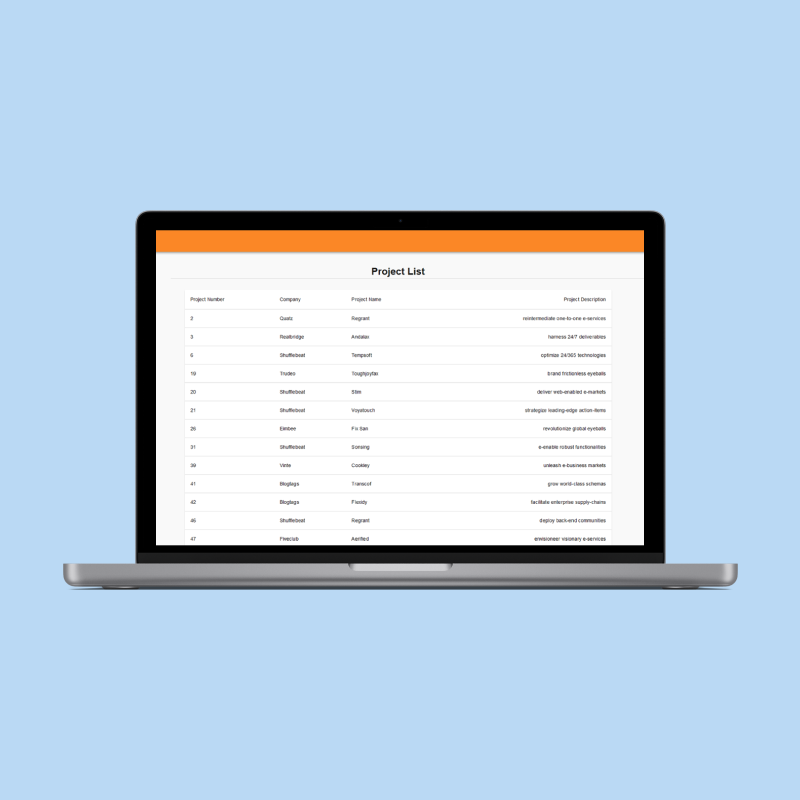 Project List
Project Number Company Project Name Project Description
2 Regrant reintermediate one-to-one e-services
3 Realbridge Andalax harness 24/7 deliverables
6 Shufflebeat Tempsoft optimize 24/365 technologies
19 Trudeo Toughjoyfax brand frictionless eyeballs
20 Shufflebeat Slim deliver web-enabled e-markets
21 Shufflebeat Voyatouch strategize leading-edge action-items
28 Eimbee Fix San revolutionize global eyeballs
31 Shufflebeat Sonsing e-enable robust functionalities
39 Vinte Cookley unleash e-business markets
41 Blogtags Transcof grow world-class schemas
42 Blogtags Flexidy facilitate enterprise supply-chains
46 Shufflebeat Regrant deploy back-end communities
47 Fiveclub Aerified envisioneer visionary e-services